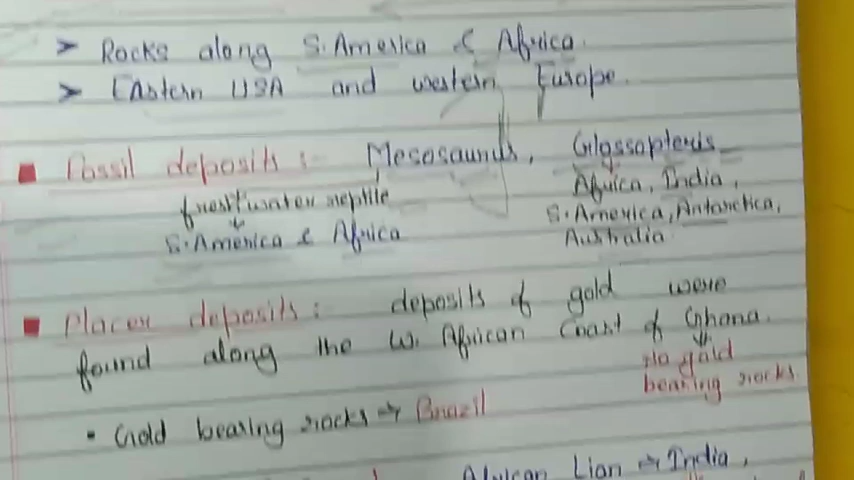 > Rocks along S. America & Africa.
> Eastern USA and western Europe.
▪ Fossil deposits :- Mesosaurus, Glossopteris
freshwater reptile
S. America & Africa
Africa, India,
S. America, Antarctica,
Australia
▪ Placer deposits : deposits of gold were
found along the W. African Coast of Ghana.
No gold
bearing rocks
• Gold bearing rocks → Brazil
African Lion → India,